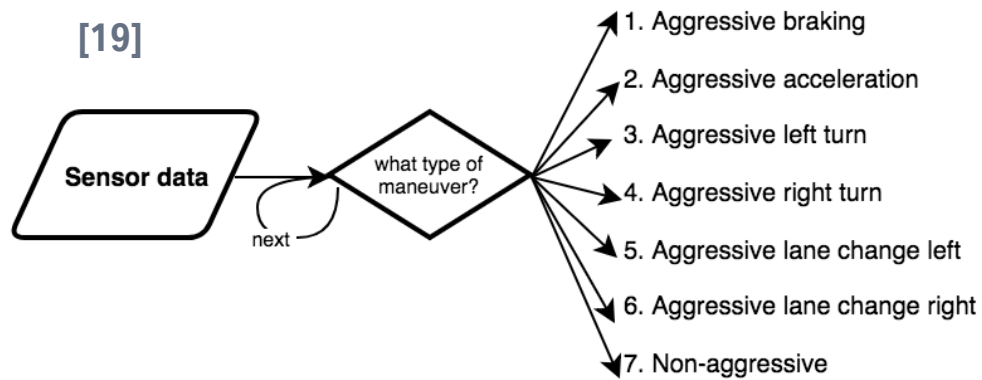 [19]
Sensor data
next
what type of
maneuver?
1. Aggressive braking
2. Aggressive acceleration
3. Aggressive left turn
4. Aggressive right turn
5. Aggressive lane change left
6. Aggressive lane change right
7. Non-aggressive